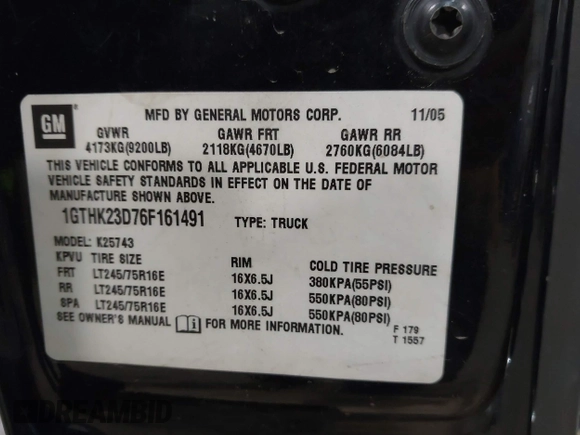 GM
MFD BY GENERAL MOTORS CORP. 11/05
GVWR GAWR FRT GAWR RR
4173KG(9200LB) 2118KG(4670LB) 2760KG(6084LB)
THIS VEHICLE CONFORMS TO ALL APPLICABLE U.S. FEDERAL MOTOR
VEHICLE SAFETY STANDARDS IN EFFECT ON THE DATE OF
MANUFACTURE SHOWN ABOVE.
1GTHK23D76F161491 TYPE: TRUCK
MODEL: K25743
KPVU TIRE SIZE RIM COLD TIRE PRESSURE
FRT LT245/75R16E 16X6.5J 380KPA(55PSI)
RR LT245/75R16E 16X6.5J 550KPA(80PSI)
SPA LT245/75R16E 16X6.5J 550KPA(80PSI)
SEE OWNER'S MANUAL FOR MORE INFORMATION.
F 179
T 1557
DREAMBID